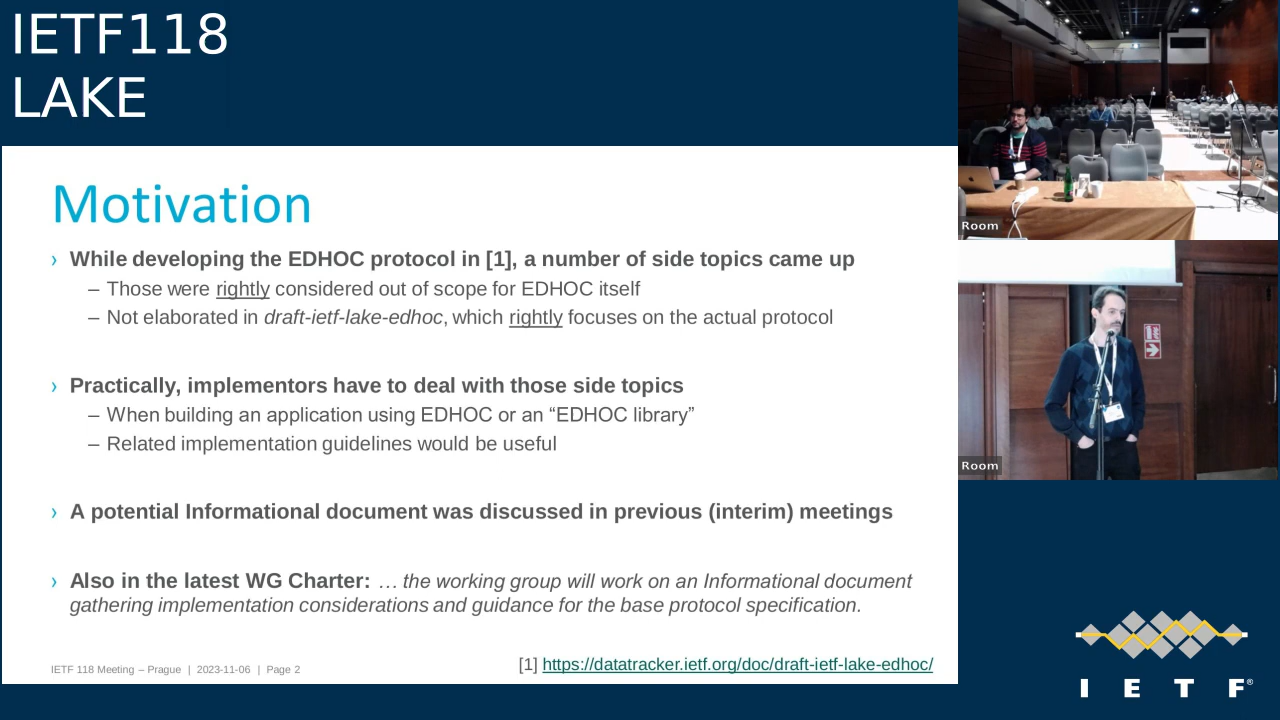 IETF118
LAKE
Motivation
› While developing the EDHOC protocol in [1], a number of side topics came up
– Those were rightly considered out of scope for EDHOC itself
– Not elaborated in draft-ietf-lake-edhoc, which rightly focuses on the actual protocol
› Practically, implementors have to deal with those side topics
– When building an application using EDHOC or an “EDHOC library”
– Related implementation guidelines would be useful
› A potential Informational document was discussed in previous (interim) meetings
› Also in the latest WG Charter: … the working group will work on an Informational document
gathering implementation considerations and guidance for the base protocol specification.
IETF 118 Meeting – Prague | 2023-11-06 | Page 2
[1] https://datatracker.ietf.org/doc/draft-ietf-lake-edhoc/
Room
Room
I E T F®